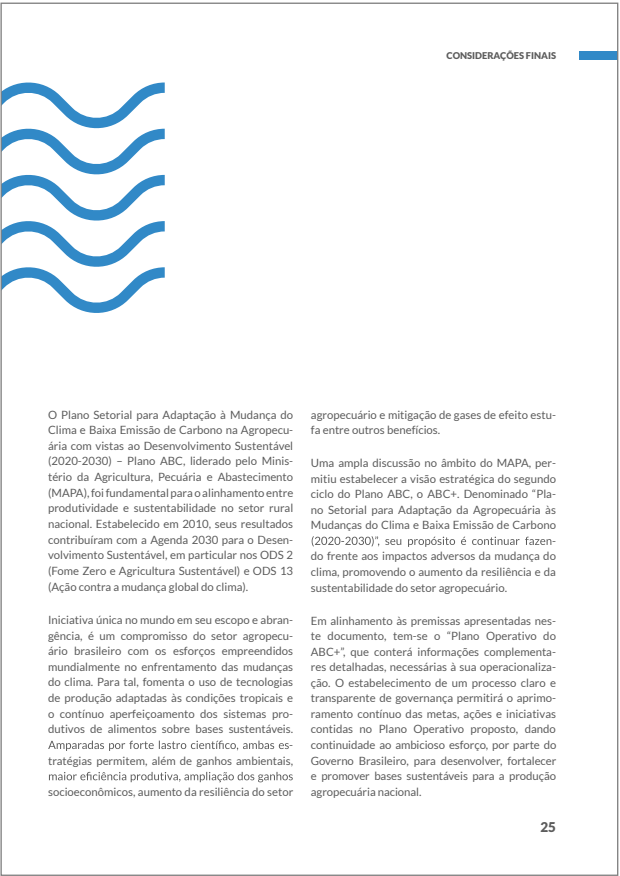 CONSIDERAÇÕES FINAIS
O Plano Setorial para Adaptação à Mudança do
Clima e Baixa Emissão de Carbono na Agropecu-
ária com vistas ao Desenvolvimento Sustentável
(2020-2030) – Plano ABC, liderado pelo Minis-
tério da Agricultura, Pecuária e Abastecimento
(MAPA), foi fundamental para o alinhamento entre
produtividade e sustentabilidade no setor rural
nacional. Estabelecido em 2010, seus resultados
contribuíram com a Agenda 2030 para o Desen-
volvimento Sustentável, em particular nos ODS 2
(Fome Zero e Agricultura Sustentável) e ODS 13
(Ação contra a mudança global do clima).
Iniciativa única no mundo em seu escopo e abran-
gência, é um compromisso do setor agropecu-
ário brasileiro com os esforços empreendidos
mundialmente no enfrentamento das mudanças
do clima. Para tal, fomenta o uso de tecnologias
de produção adaptadas às condições tropicais e
o contínuo aperfeiçoamento dos sistemas pro-
dutivos de alimentos sobre bases sustentáveis.
Amparadas por forte lastro científico, ambas es-
tratégias permitem, além de ganhos ambientais,
maior eficiência produtiva, ampliação dos ganhos
socioeconômicos, aumento da resiliência do setor
agropecuário e mitigação de gases de efeito estu-
fa entre outros benefícios.
Uma ampla discussão no âmbito do MAPA, per-
mitiu estabelecer a visão estratégica do segundo
ciclo do Plano ABC, o ABC+. Denominado “Pla-
no Setorial para Adaptação da Agropecuária às
Mudanças do Clima e Baixa Emissão de Carbono
(2020-2030)”, seu propósito é continuar fazen-
do frente aos impactos adversos da mudança do
clima, promovendo o aumento da resiliência e da
sustentabilidade do setor agropecuário.
Em alinhamento às premissas apresentadas nes-
te documento, tem-se o “Plano Operativo do
ABC+”, que conterá informações complementa-
res detalhadas, necessárias à sua operacionaliza-
ção. O estabelecimento de um processo claro e
transparente de governança permitirá o aprimo-
ramento contínuo das metas, ações e iniciativas
contidas no Plano Operativo proposto, dando
continuidade ao ambicioso esforço, por parte do
Governo Brasileiro, para desenvolver, fortalecer
e promover bases sustentáveis para a produção
agropecuária nacional.
25